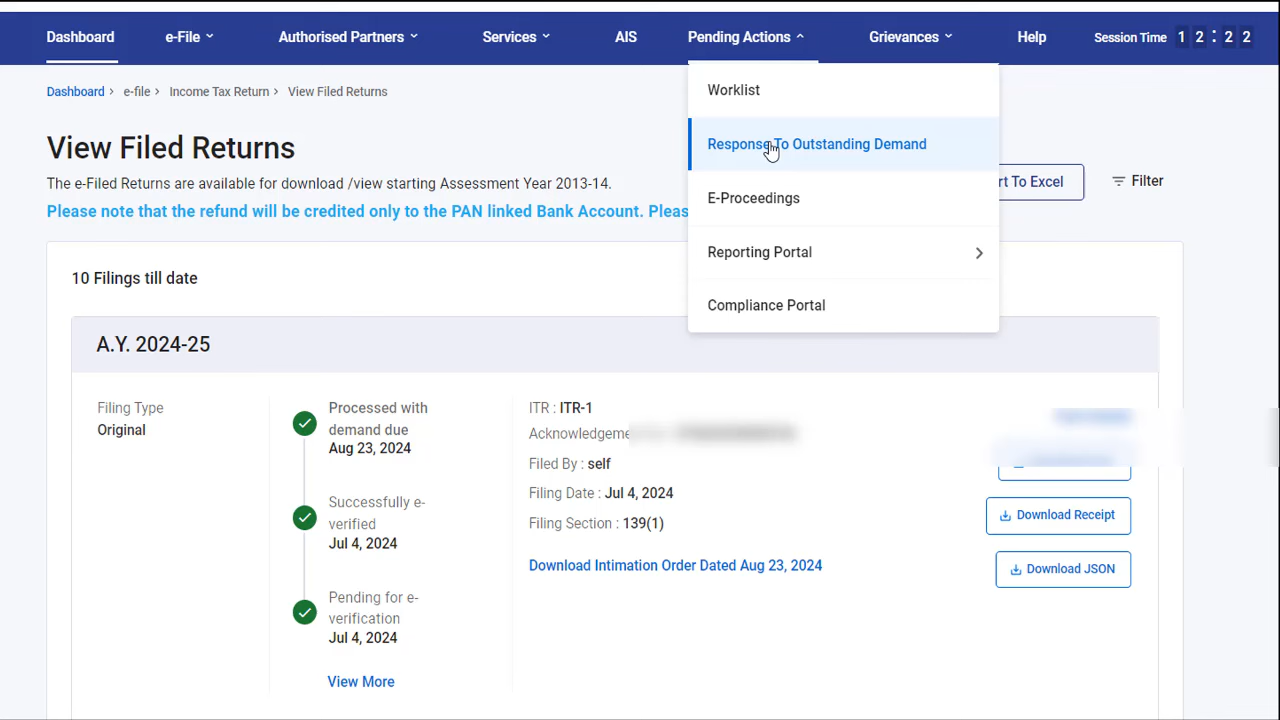 Dashboard e-File Authorised Partners Services AIS Pending Actions Grievances Help Session Time 12:22
Dashboard > e-file > Income Tax Return > View Filed Returns
Worklist
Response To Outstanding Demand
E-Proceedings
Reporting Portal
Compliance Portal
View Filed Returns
The e-Filed Returns are available for download /view starting Assessment Year 2013-14.
rt To Excel
Filter
Please note that the refund will be credited only to the PAN linked Bank Account. Pleas
10 Filings till date
A.Y. 2024-25
Filing Type
Original
Processed with
demand due
Aug 23, 2024
Successfully e-
verified
Jul 4, 2024
Pending for e-
verification
Jul 4, 2024
View More
ITR : ITR-1
Acknowledgeme
Filed By : self
Filing Date : Jul 4, 2024
Filing Section : 139(1)
Download Intimation Order Dated Aug 23, 2024
Download Receipt
Download JSON